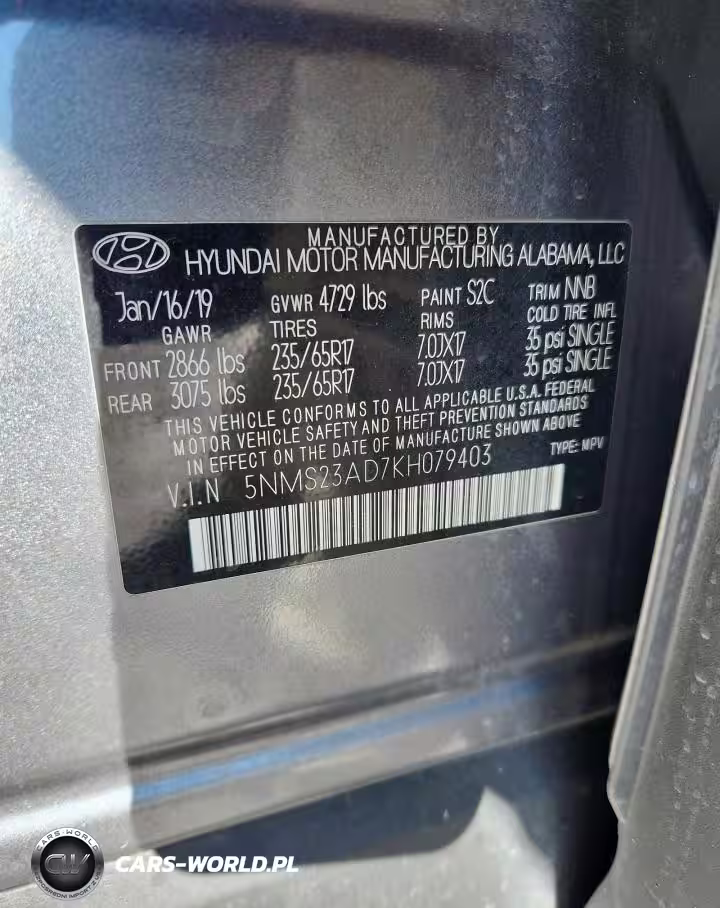 MANUFACTURED BY
HYUNDAI MOTOR MANUFACTURING ALABAMA, LLC
Jan/16/19 GVWR 4729 lbs PAINT S2C TRIM NNB
GAWR TIRES RIMS COLD TIRE INFL
FRONT 2866 lbs 235/65R17 7.0JX17 35 psi SINGLE
REAR 3075 lbs 235/65R17 7.0JX17 35 psi SINGLE
THIS VEHICLE CONFORMS TO ALL APPLICABLE U.S.A. FEDERAL
MOTOR VEHICLE SAFETY AND THEFT PREVENTION STANDARDS
IN EFFECT ON THE DATE OF MANUFACTURE SHOWN ABOVE
V.I.N 5NMS23AD7KH079403 TYPE: MPV
CARS-WORLD
CW
CARS-WORLD.PL